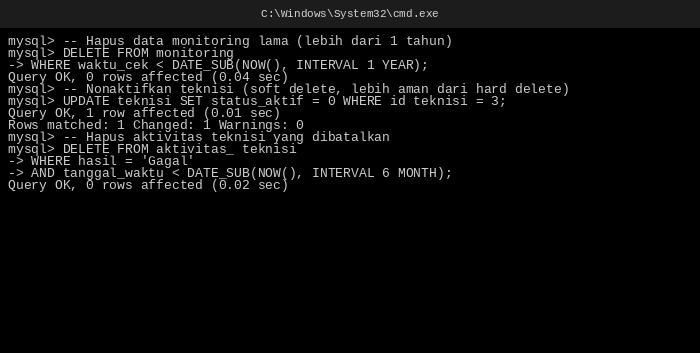 C:\Windows\System32\cmd.exe
mysql> -- Hapus data monitoring lama (lebih dari 1 tahun)
mysql> DELETE FROM monitoring
-> WHERE waktu_cek < DATE_SUB(NOW(), INTERVAL 1 YEAR);
Query OK, 0 rows affected (0.04 sec)
mysql> -- Nonaktifkan teknisi (soft delete, lebih aman dari hard delete)
mysql> UPDATE teknisi SET status_aktif = 0 WHERE id teknisi = 3;
Query OK, 1 row affected (0.01 sec)
Rows matched: 1 Changed: 1 Warnings: 0
mysql> -- Hapus aktivitas teknisi yang dibatalkan
mysql> DELETE FROM aktivitas_ teknisi
-> WHERE hasil = 'Gagal'
-> AND tanggal_waktu < DATE_SUB(NOW(), INTERVAL 6 MONTH);
Query OK, 0 rows affected (0.02 sec)